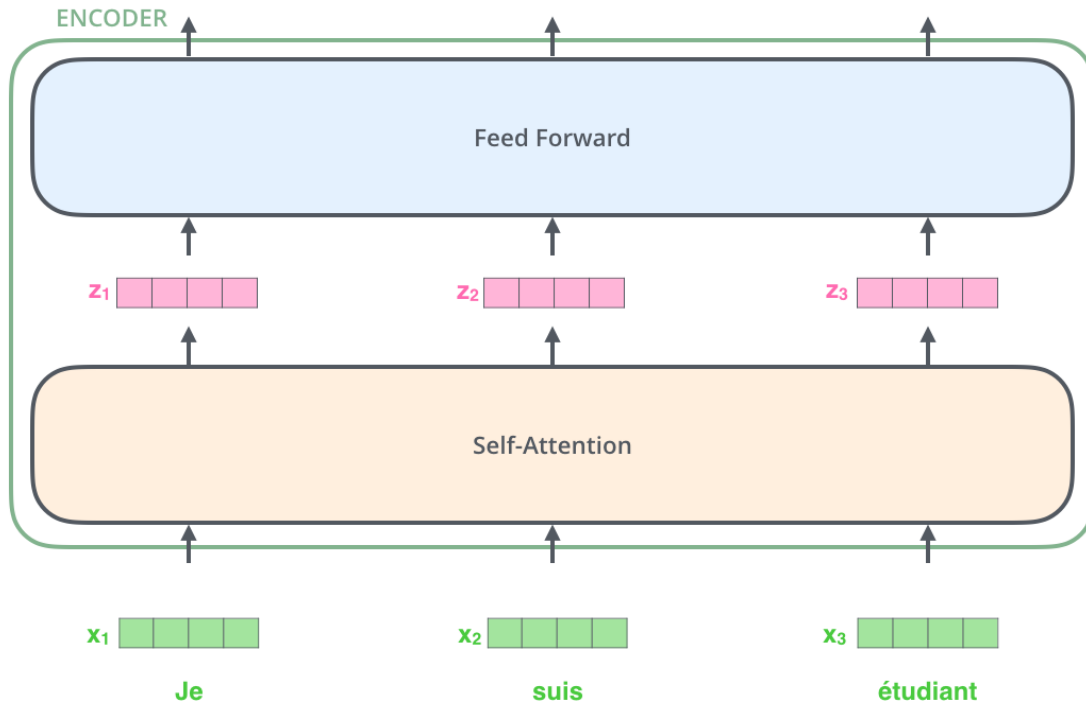 ENCODER
Feed Forward
z₁ z₂ z₃
Self-Attention
x₁ x₂ x₃
Je suis étudiant